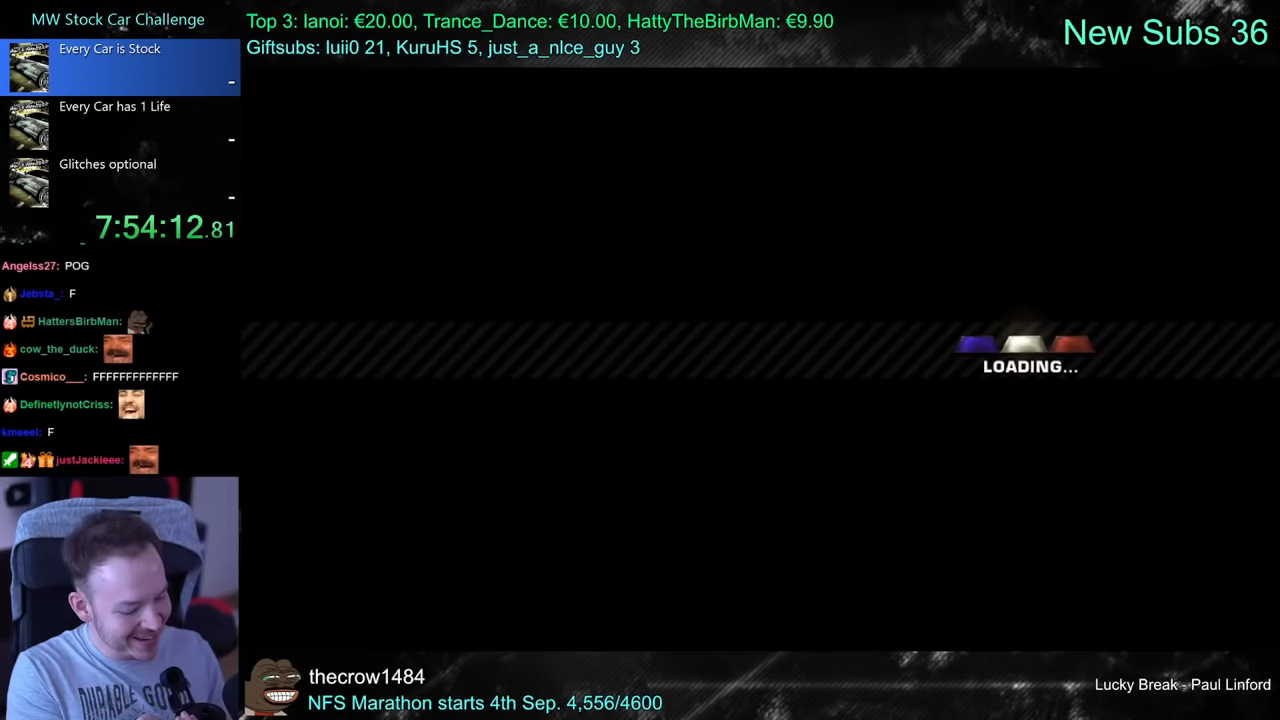 MW Stock Car Challenge
Every Car is Stock
-
Every Car has 1 Life
-
Glitches optional
-
7:54:12.81
Top 3: Ianoi: €20.00, Trance_Dance: €10.00, HattyTheBirbMan: €9.90
Giftsubs: luii0 21, KuruHS 5, just_a_nIce_guy 3
New Subs 36
Angelss27: POG
Jebsta_: F
HattersBirbMan:
cow_the_duck:
Cosmico___: FFFFFFFFFFFFF
DefinetlynotCriss:
kmeeel: F
justJackieee:
LOADING...
DURABLE
thecrow1484
NFS Marathon starts 4th Sep. 4,556/4600
Lucky Break - Paul Linford